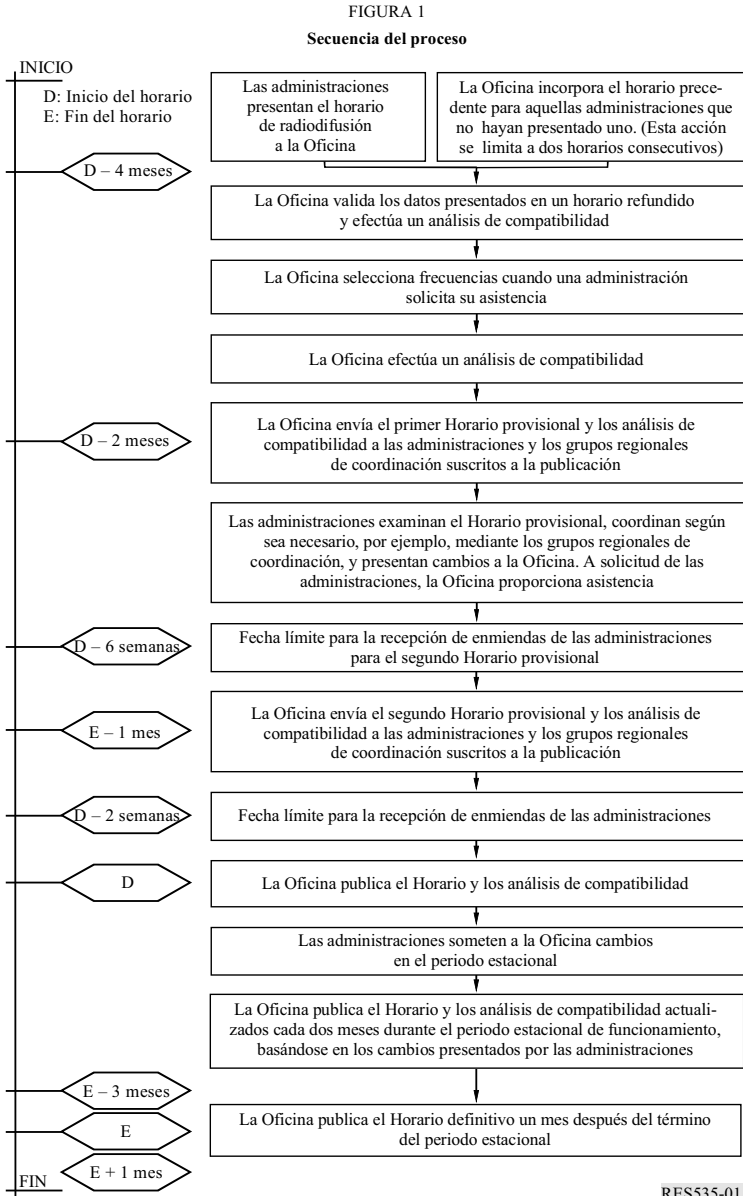 FIGURA 1
Secuencia del proceso
INICIO
D: Inicio del horario
E: Fin del horario
Las administraciones
presentan el horario
de radiodifusión
a la Oficina
La Oficina incorpora el horario prece-
dente para aquellas administraciones que
no hayan presentado uno. (Esta acción
se limita a dos horarios consecutivos)
D – 4 meses
La Oficina valida los datos presentados en un horario refundido
y efectúa un análisis de compatibilidad
La Oficina selecciona frecuencias cuando una administración
solicita su asistencia
La Oficina efectúa un análisis de compatibilidad
D – 2 meses
La Oficina envía el primer Horario provisional y los análisis de
compatibilidad a las administraciones y los grupos regionales
de coordinación suscritos a la publicación
Las administraciones examinan el Horario provisional, coordinan según
sea necesario, por ejemplo, mediante los grupos regionales de
coordinación, y presentan cambios a la Oficina. A solicitud de las
administraciones, la Oficina proporciona asistencia
D – 6 semanas
Fecha límite para la recepción de enmiendas de las administraciones
para el segundo Horario provisional
E – 1 mes
La Oficina envía el segundo Horario provisional y los análisis de
compatibilidad a las administraciones y los grupos regionales
de coordinación suscritos a la publicación
D – 2 semanas
Fecha límite para la recepción de enmiendas de las administraciones
D
La Oficina publica el Horario y los análisis de compatibilidad
Las administraciones someten a la Oficina cambios
en el periodo estacional
La Oficina publica el Horario y los análisis de compatibilidad actuali-
zados cada dos meses durante el periodo estacional de funcionamiento,
basándose en los cambios presentados por las administraciones
E – 3 meses
E
La Oficina publica el Horario definitivo un mes después del término
del periodo estacional
E + 1 mes
FIN
RES535-01